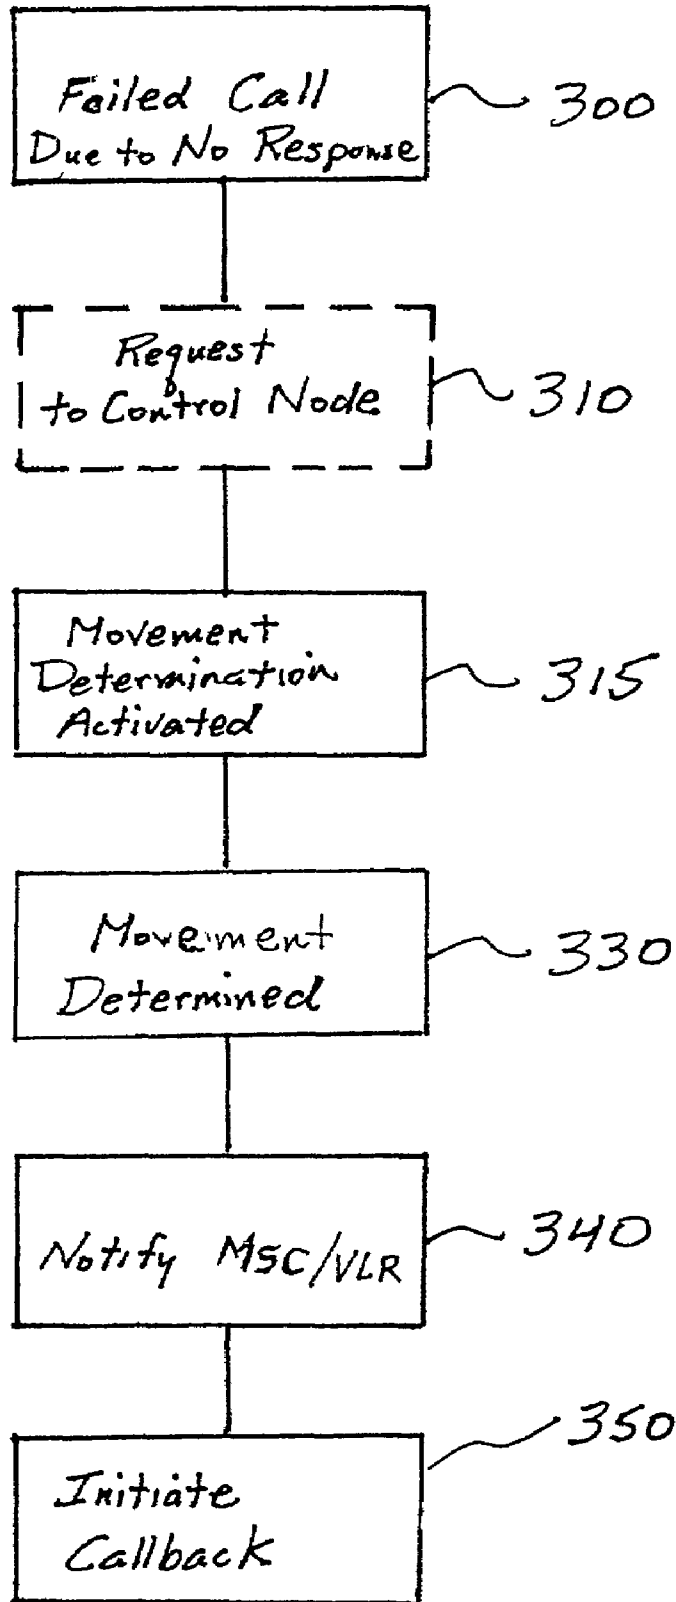 Failed Call
Due to No Response
300
Request
to Control Node
310
Movement
Determination
Activated
315
Movement
Determined
330
Notify MSC/VLR
340
350
Initiate
Callback